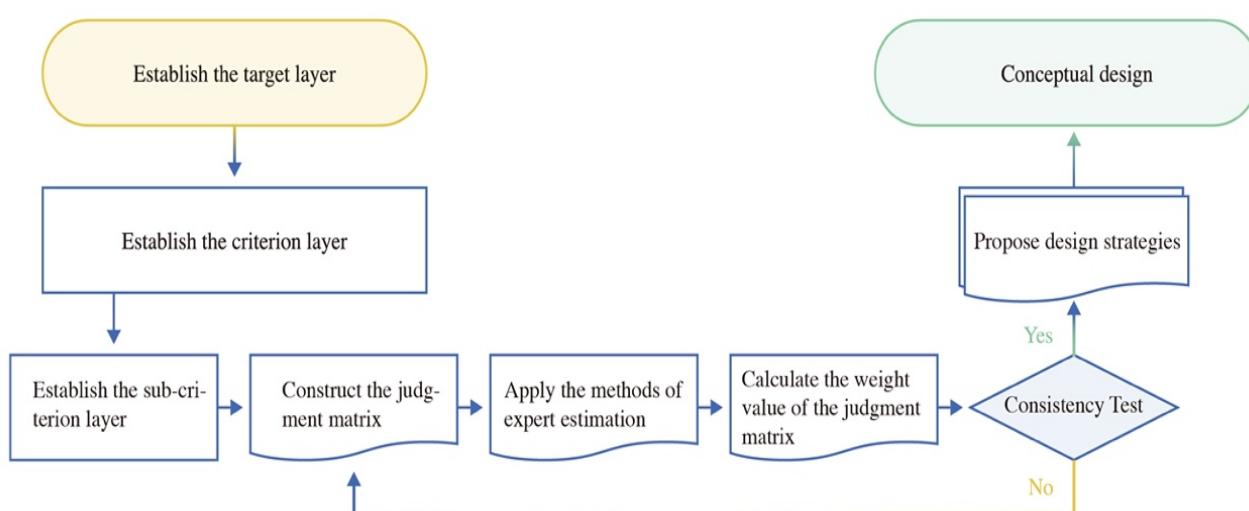 Establish the target layer
Conceptual design
Establish the criterion layer
Propose design strategies
Yes
Establish the sub-cri-
terion layer
Construct the judg-
ment matrix
Apply the methods of
expert estimation
Calculate the weight
value of the judgment
matrix
Consistency Test
No